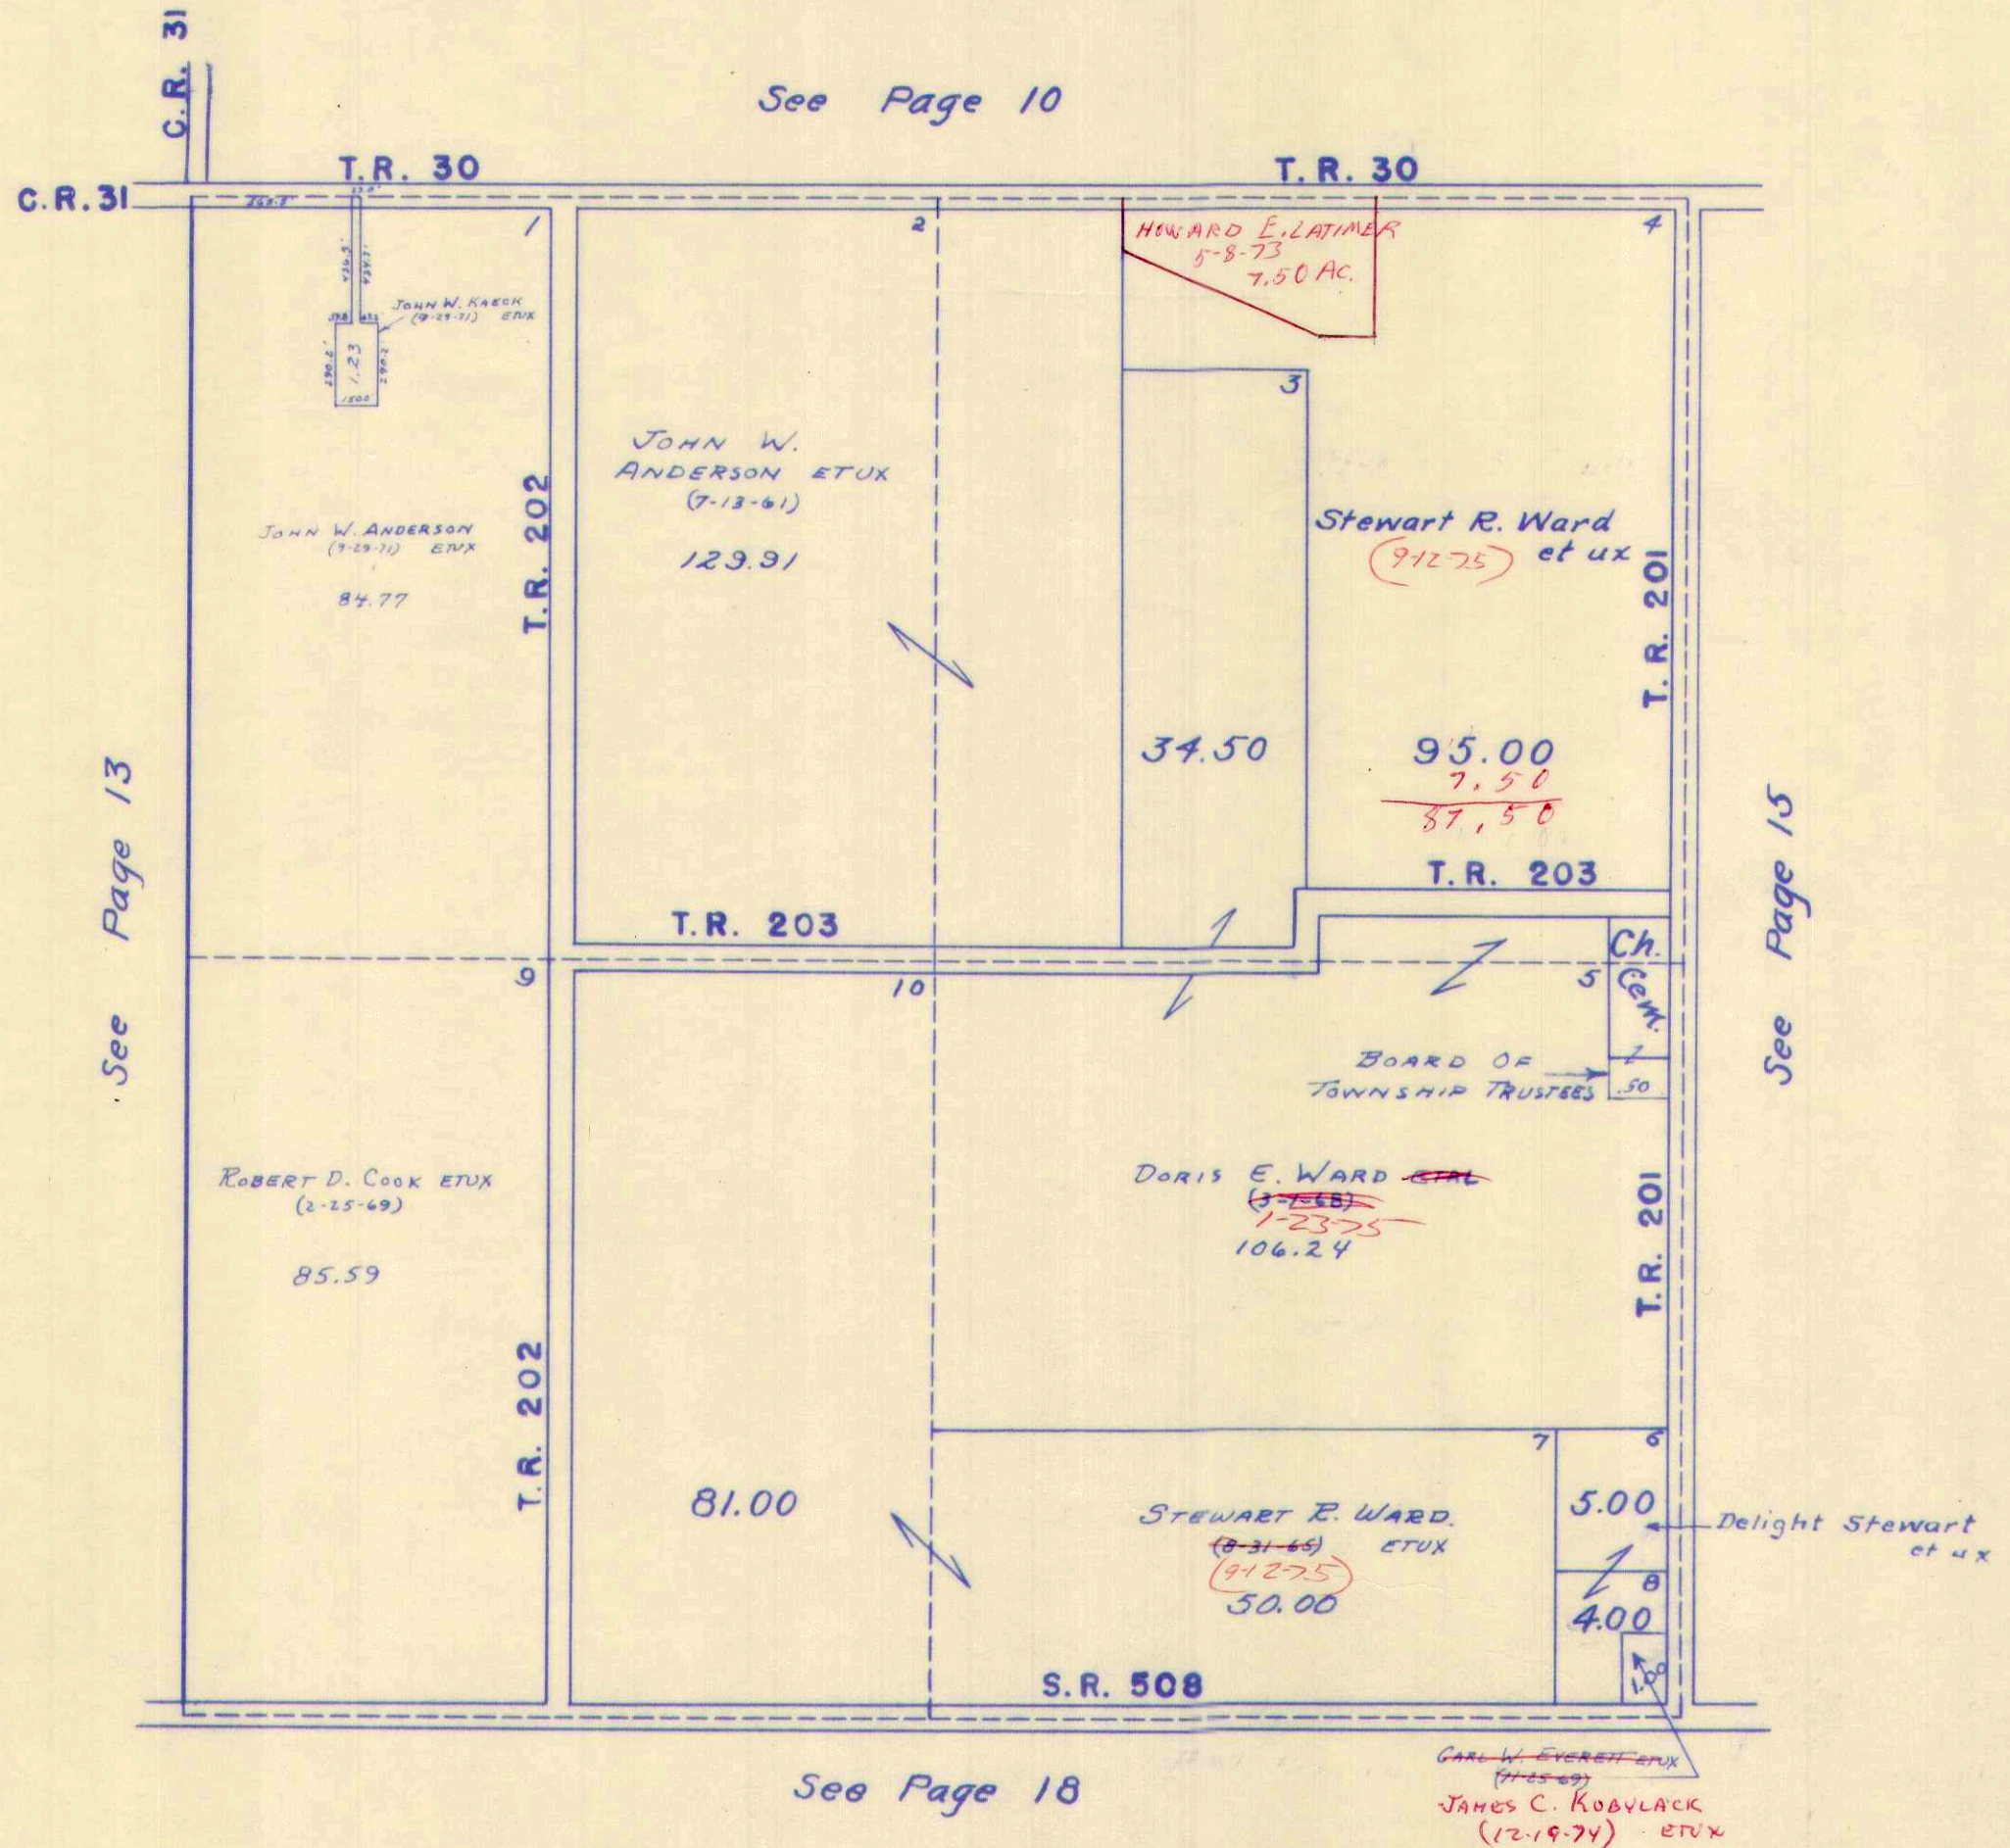 C.R. 31
See Page 10
T.R. 30
T.R. 30
C.R. 31
1
2
4
HOWARD E. LATIMER
5-8-73
7.50 AC.
JOHN W. KAECK
(9-29-71) ETUX
290.2'
1.23
290.2'
3
JOHN W.
ANDERSON ETUX
(7-13-61)
129.91
T.R. 202
JOHN W. ANDERSON
(9-29-71) ETUX
84.77
Stewart R. Ward
(9-12-75) et ux
T.R. 201
34.50
95.00
7.50
87.50
See Page 13
See Page 15
T.R. 203
T.R. 203
Ch.
Cem.
9
10
5
BOARD OF
TOWNSHIP TRUSTEES
.50
ROBERT D. COOK ETUX
(2-25-69)
85.59
DORIS E. WARD ETAL
(3-1-68)
1-23-75
106.24
T.R. 201
T.R. 202
7
6
81.00
STEWART R. WARD.
(8-31-65) ETUX
(9-12-75)
50.00
5.00
Delight Stewart
et ux
8
4.00
1.00
S.R. 508
See Page 18
CARL W. EVERETT ETUX
(11-25-69)
JAMES C. KOBYLACK
(12-19-74) ETUX